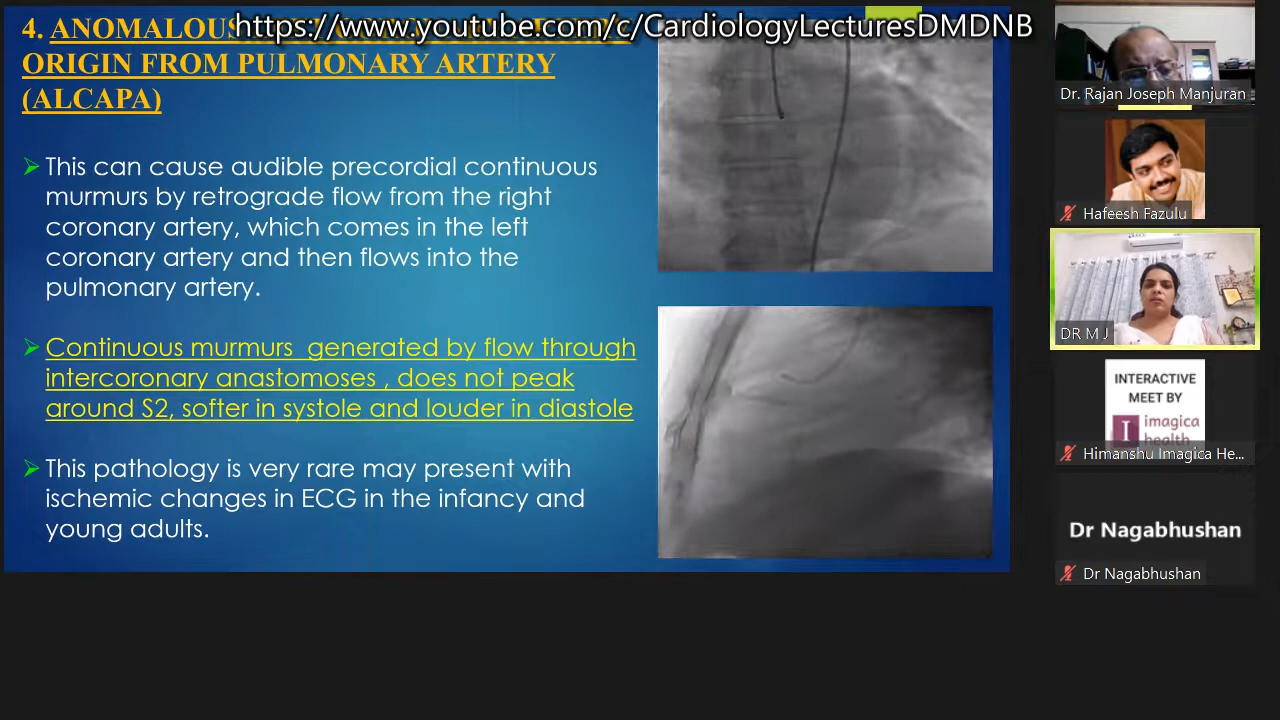 https://www.youtube.com/c/CardiologyLecturesDMDNB
4. ANOMALOUS
ORIGIN FROM PULMONARY ARTERY
(ALCAPA)
This can cause audible precordial continuous
murmurs by retrograde flow from the right
coronary artery, which comes in the left
coronary artery and then flows into the
pulmonary artery.
Continuous murmurs generated by flow through
intercoronary anastomoses , does not peak
around S2, softer in systole and louder in diastole
This pathology is very rare may present with
ischemic changes in ECG in the infancy and
young adults.
Dr. Rajan Joseph Manjuran
Hafeesh Fazulu
DR M J
INTERACTIVE
MEET BY
I imagica
health
Himanshu Imagica He...
Dr Nagabhushan
Dr Nagabhushan